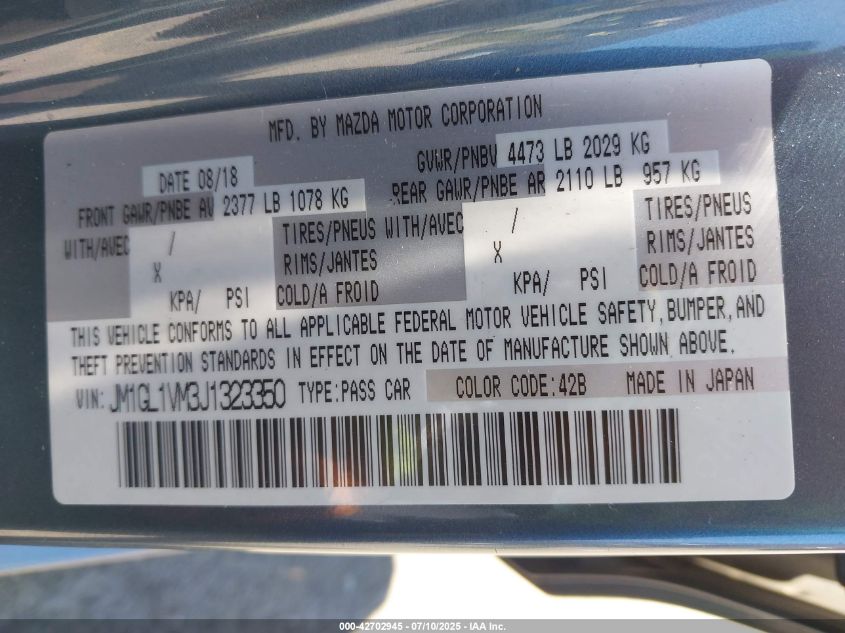 MFD. BY MAZDA MOTOR CORPORATION
DATE 08/18 GVWR/PNBV 4473 LB 2029 KG
FRONT GAWR/PNBE AV 2377 LB 1078 KG REAR GAWR/PNBE AR 2110 LB 957 KG
WITH/AVEC / TIRES/PNEUS WITH/AVEC / TIRES/PNEUS
X RIMS/JANTES X RIMS/JANTES
KPA/ PSI COLD/A FROID KPA/ PSI COLD/A FROID
THIS VEHICLE CONFORMS TO ALL APPLICABLE FEDERAL MOTOR VEHICLE SAFETY, BUMPER, AND
THEFT PREVENTION STANDARDS IN EFFECT ON THE DATE OF MANUFACTURE SHOWN ABOVE.
VIN: JM1GL1VM3J1323350 TYPE:PASS CAR COLOR CODE:42B MADE IN JAPAN
000-42702945 - 07/10/2025 - IAA Inc.